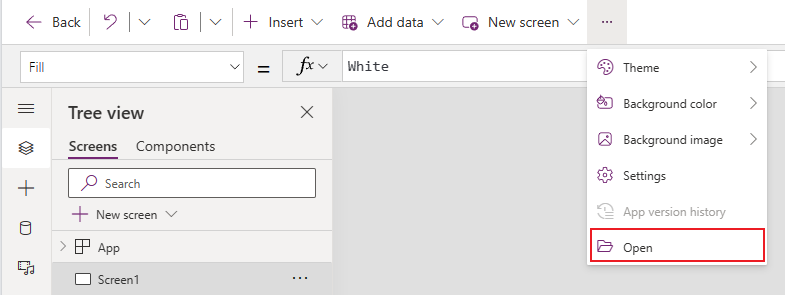 Back
Insert
Add data
New screen
...
Fill
=
fx
White
Tree view
Screens
Components
Search
New screen
App
Screen1
...
Theme
Background color
Background image
Settings
App version history
Open